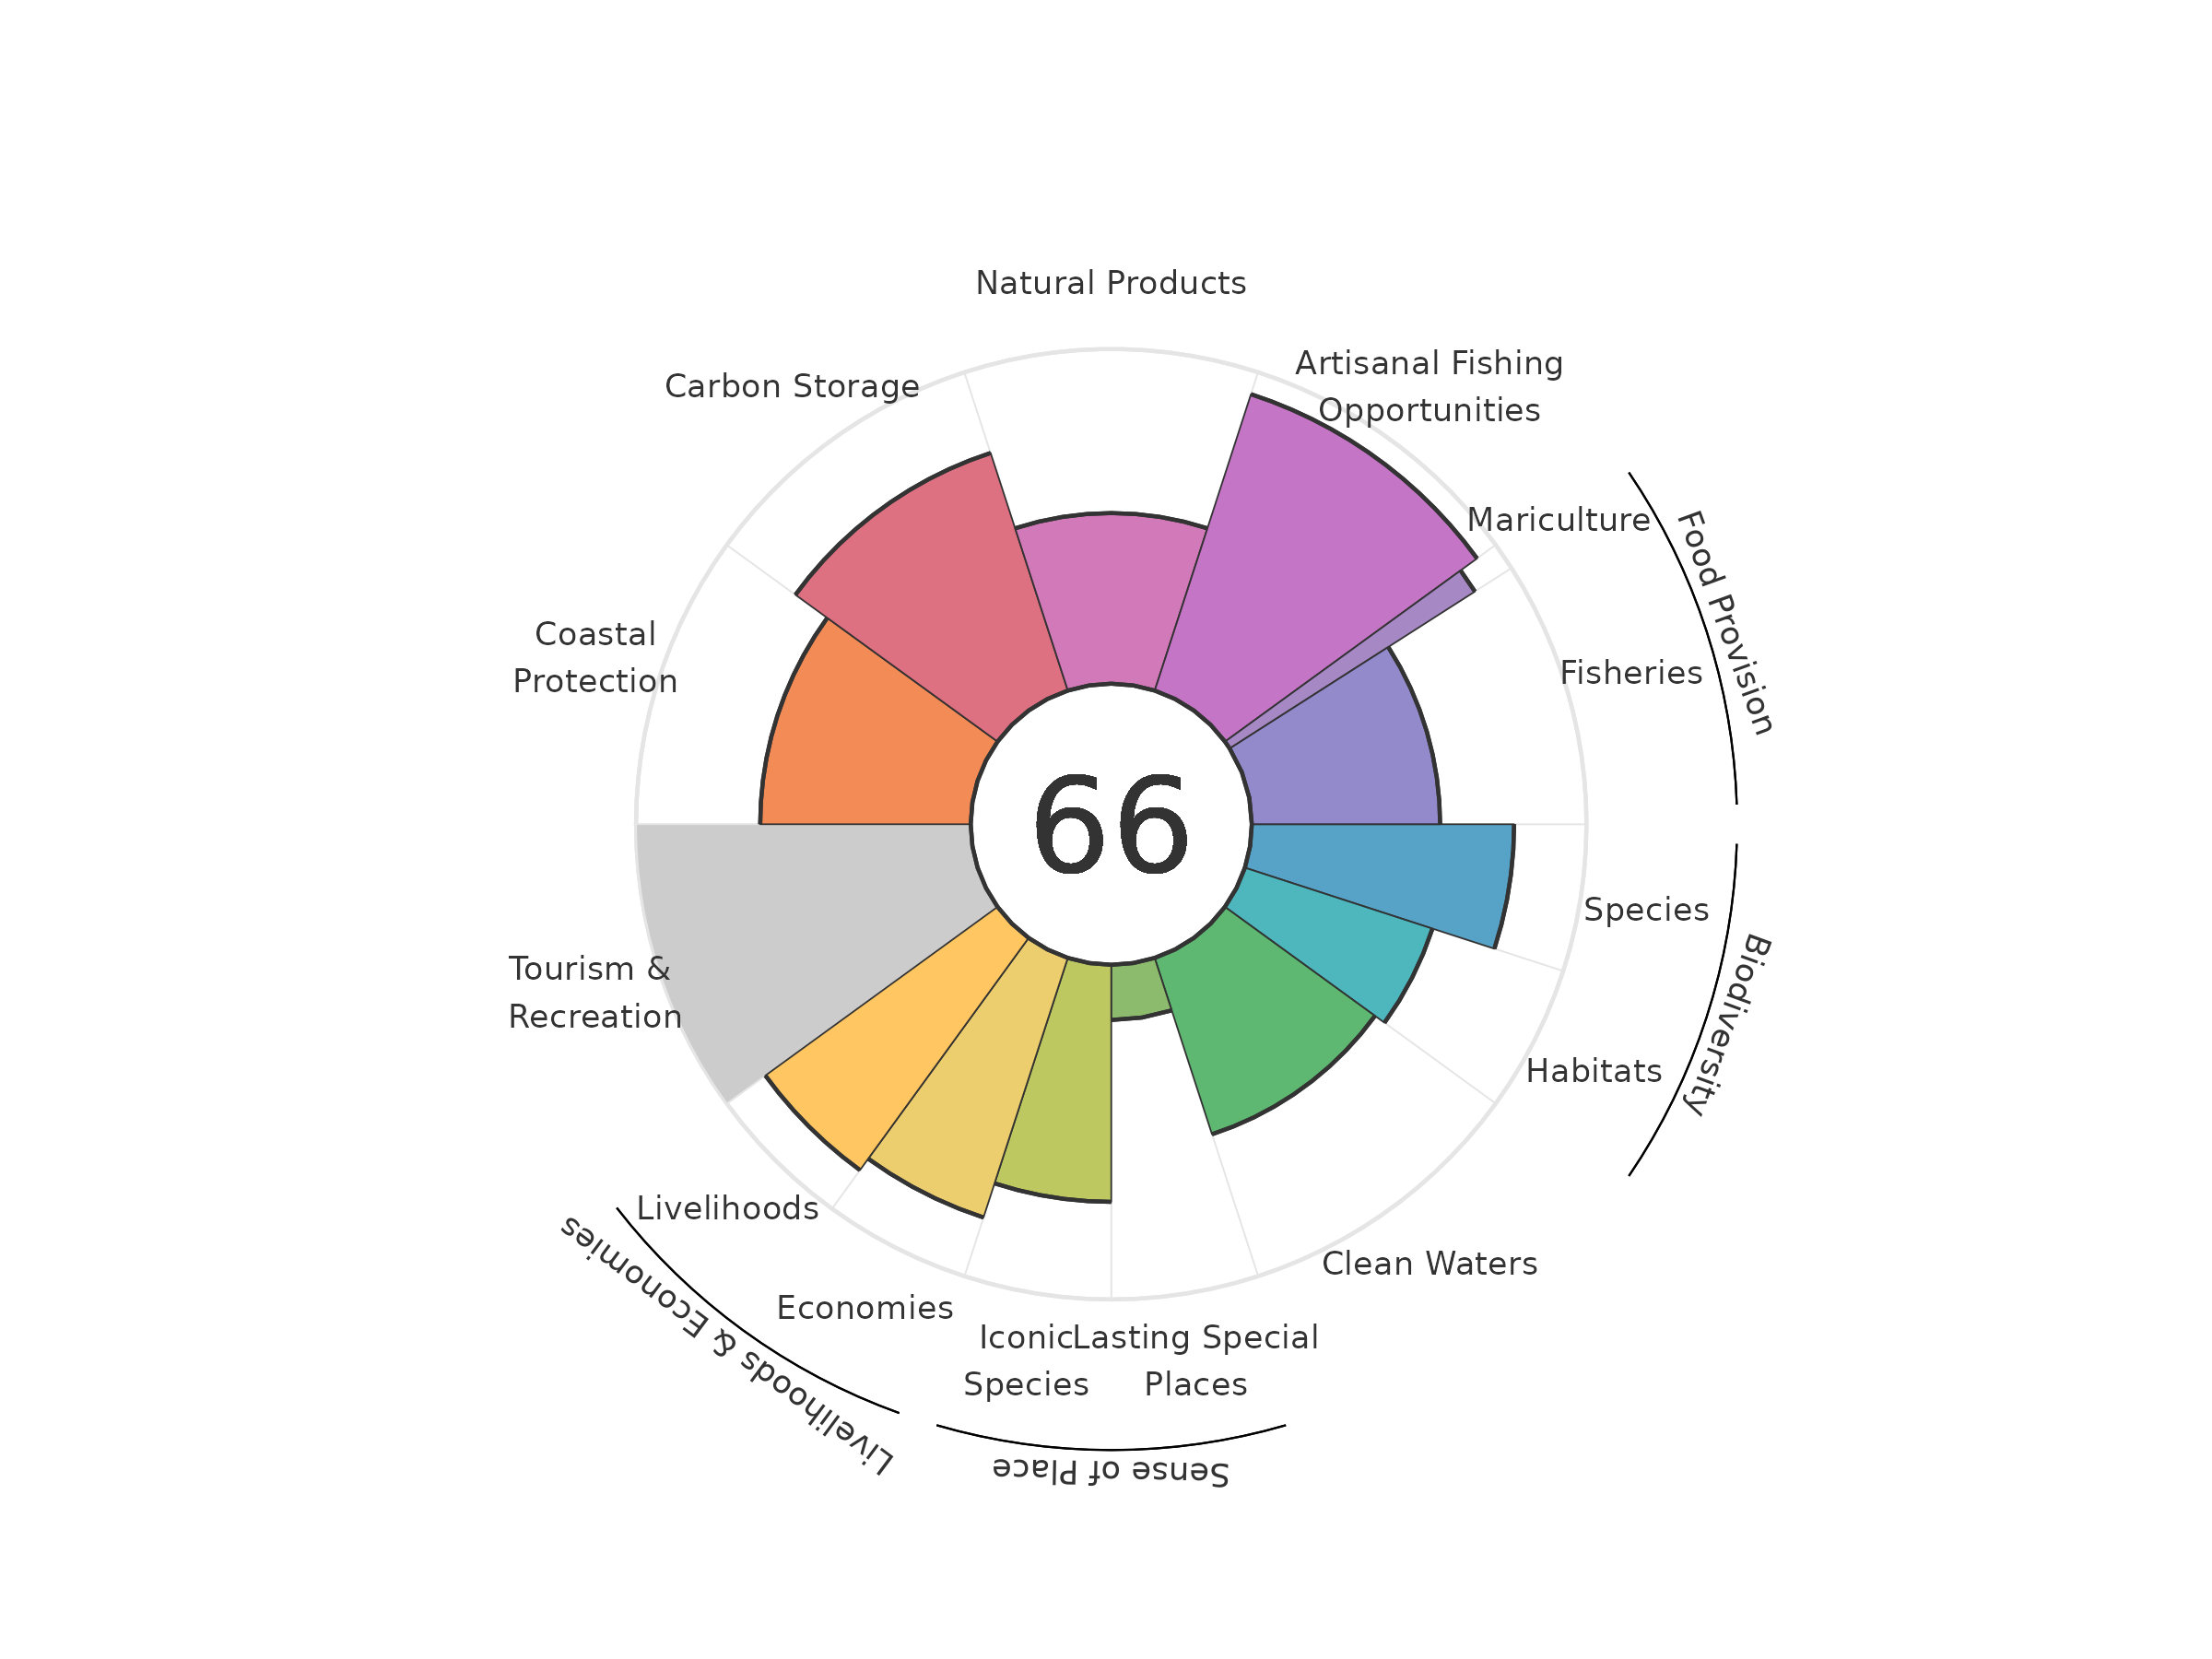 Natural Products
Artisanal Fishing
Opportunities
Carbon Storage
Mariculture
Food Provision
Fisheries
Coastal
Protection
66
Species
Biodiversity
Habitats
Tourism &
Recreation
Livelihoods
Clean Waters
Economies
Livelihoods & Economies
Iconic
Species
Lasting Special
Places
Sense of Place